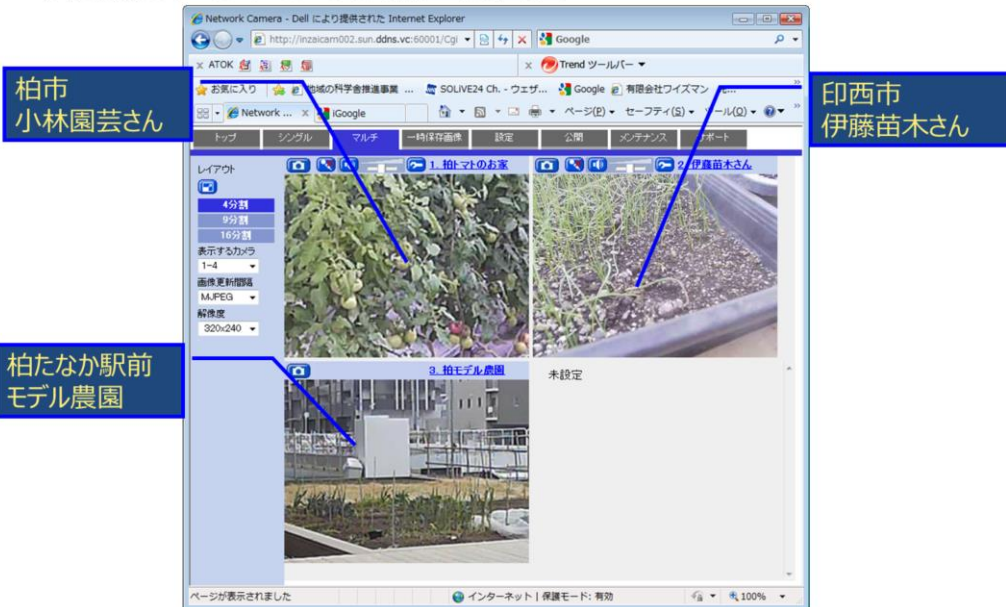 Network Camera - Dell により提供された Internet Explorer
http://inzaicam002.sun.ddns.vc:60001/CgI
Google
x ATOK
x Trend ツールバー
お気に入り
地域の科学舎推進事業 ...
SOLIVE24 Ch. - ウェザ...
Google
有限会社ワイズマン
Network ... x
iGoogle
ページ(P)
セーフティ(S)
ツール(O)
トップ
シングル
マルチ
一時保存画像
設定
公開
メンテナンス
サポート
柏市
小林園芸さん
印西市
伊藤苗木さん
レイアウト
4分割
9分割
16分割
表示するカメラ
1-4
画像更新間隔
MJPEG
解像度
320x240
1. 柏トマトのお家
2. 伊藤苗木さん
柏たなか駅前
モデル農園
3. 柏モデル農園
未設定
ページが表示されました
インターネット | 保護モード: 有効
100%